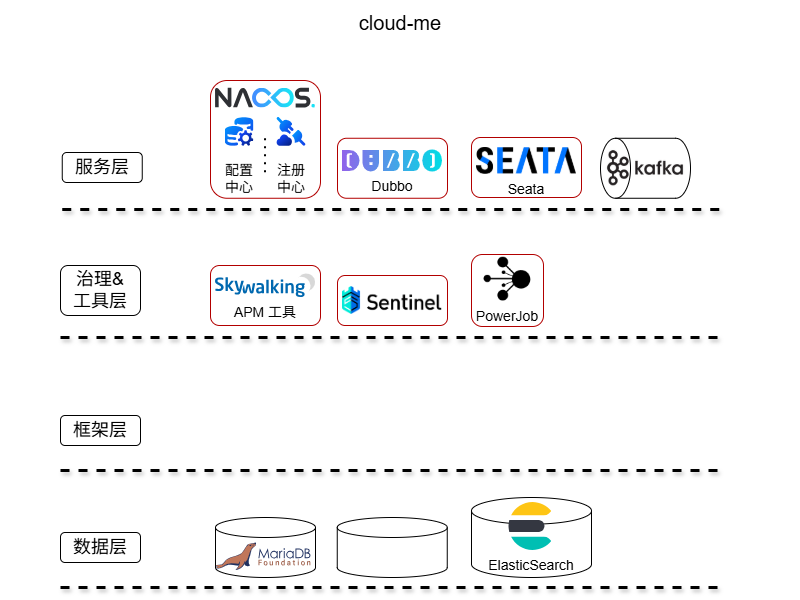 cloud-me
NACOS.
配置
中心
注册
中心
服务层
DUBBO
Dubbo
SEATA
Seata
kafka
治理&
工具层
Skywalking
APM 工具
Sentinel
PowerJob
框架层
数据层
MariaDB
Foundation
ElasticSearch